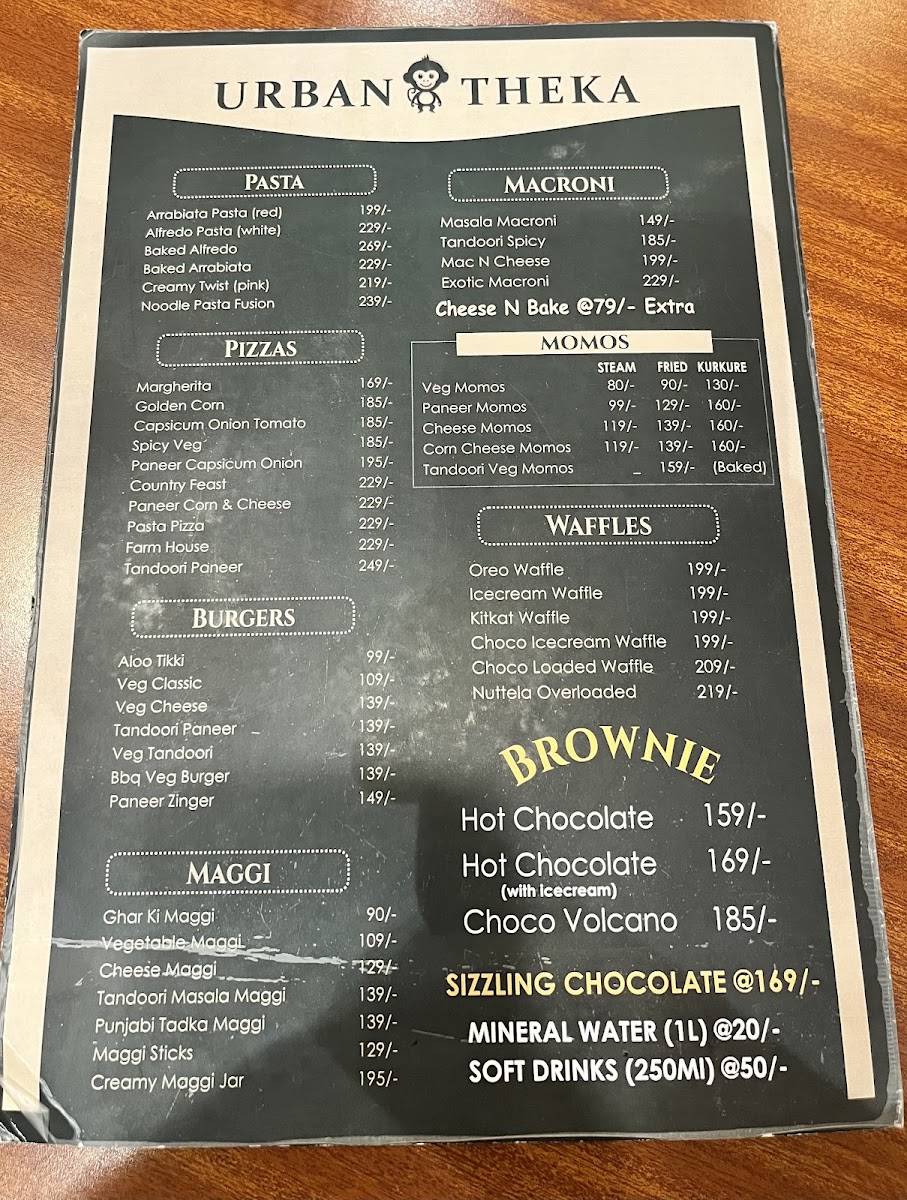 URBAN THEKA
PASTA
Arrabiata Pasta (red) 199/-
Alfredo Pasta (white) 229/-
Baked Alfredo 269/-
Baked Arrabiata 229/-
Creamy Twist (pink) 219/-
Noodle Pasta Fusion 239/-
PIZZAS
Margherita 169/-
Golden Corn 185/-
Capsicum Onion Tomato 185/-
Spicy Veg 185/-
Paneer Capsicum Onion 195/-
Country Feast 229/-
Paneer Corn & Cheese 229/-
Pasta Pizza 229/-
Farm House 229/-
Tandoori Paneer 249/-
BURGERS
Aloo Tikki 99/-
Veg Classic 109/-
Veg Cheese 139/-
Tandoori Paneer 139/-
Veg Tandoori 139/-
Bbq Veg Burger 139/-
Paneer Zinger 149/-
MAGGI
Ghar Ki Maggi 90/-
Vegetable Maggi 109/-
Cheese Maggi 129/-
Tandoori Masala Maggi 139/-
Punjabi Tadka Maggi 139/-
Maggi Sticks 129/-
Creamy Maggi Jar 195/-
MACRONI
Masala Macroni 149/-
Tandoori Spicy 185/-
Mac N Cheese 199/-
Exotic Macroni 229/-
Cheese N Bake @79/- Extra
MOMOS
STEAM FRIED KURKURE
Veg Momos 80/- 90/- 130/-
Paneer Momos 99/- 129/- 160/-
Cheese Momos 119/- 139/- 160/-
Corn Cheese Momos 119/- 139/- 160/-
Tandoori Veg Momos _ 159/- (Baked)
WAFFLES
Oreo Waffle 199/-
Icecream Waffle 199/-
Kitkat Waffle 199/-
Choco Icecream Waffle 199/-
Choco Loaded Waffle 209/-
Nuttela Overloaded 219/-
BROWNIE
Hot Chocolate 159/-
Hot Chocolate 169/-
(with icecream)
Choco Volcano 185/-
SIZZLING CHOCOLATE @169/-
MINERAL WATER (1L) @20/-
SOFT DRINKS (250Ml) @50/-